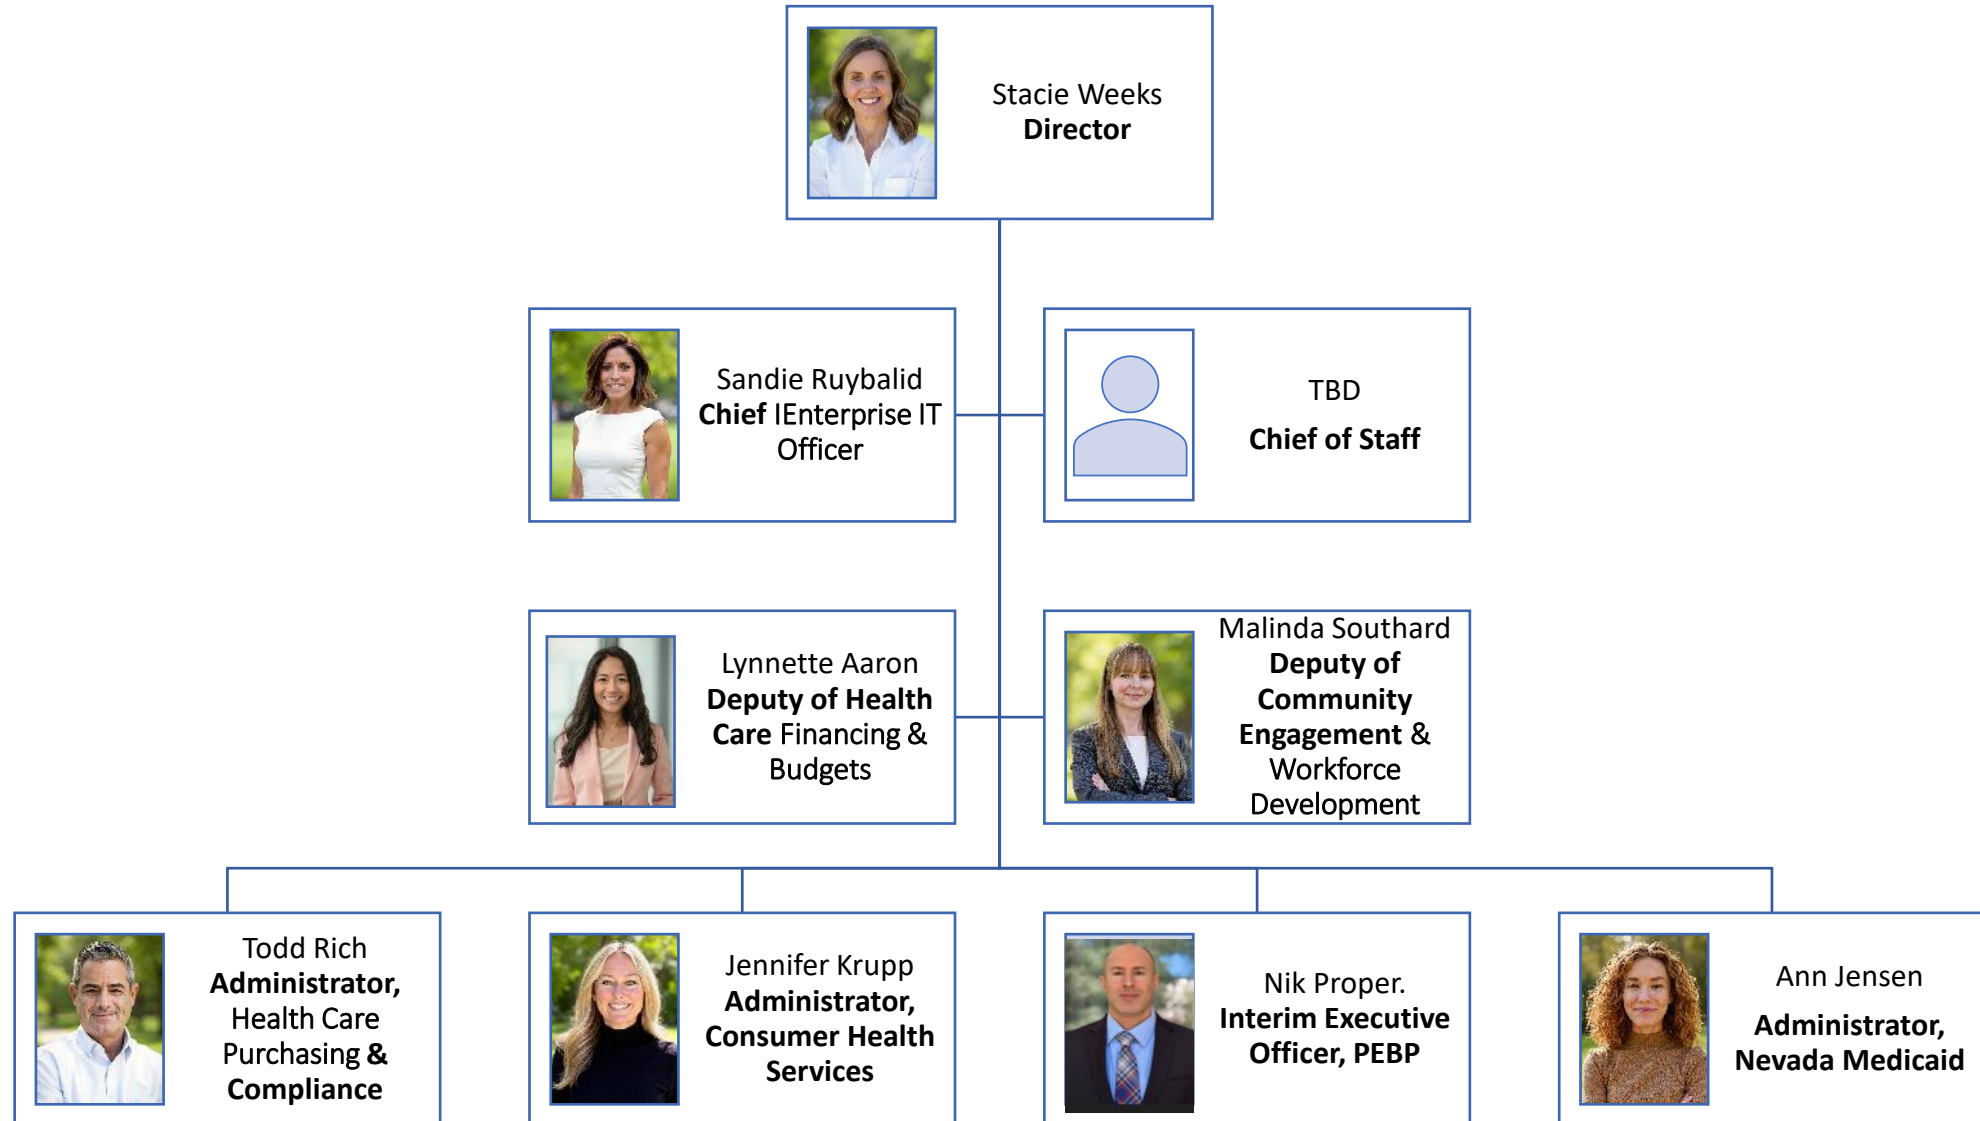 Stacie Weeks
Director
Sandie Ruybalid
Chief IEnterprise IT
Officer
TBD
Chief of Staff
Lynnette Aaron
Deputy of Health
Care Financing &
Budgets
Malinda Southard
Deputy of
Community
Engagement &
Workforce
Development
Todd Rich
Administrator,
Health Care
Purchasing &
Compliance
Jennifer Krupp
Administrator,
Consumer Health
Services
Nik Proper.
Interim Executive
Officer, PEBP
Ann Jensen
Administrator,
Nevada Medicaid